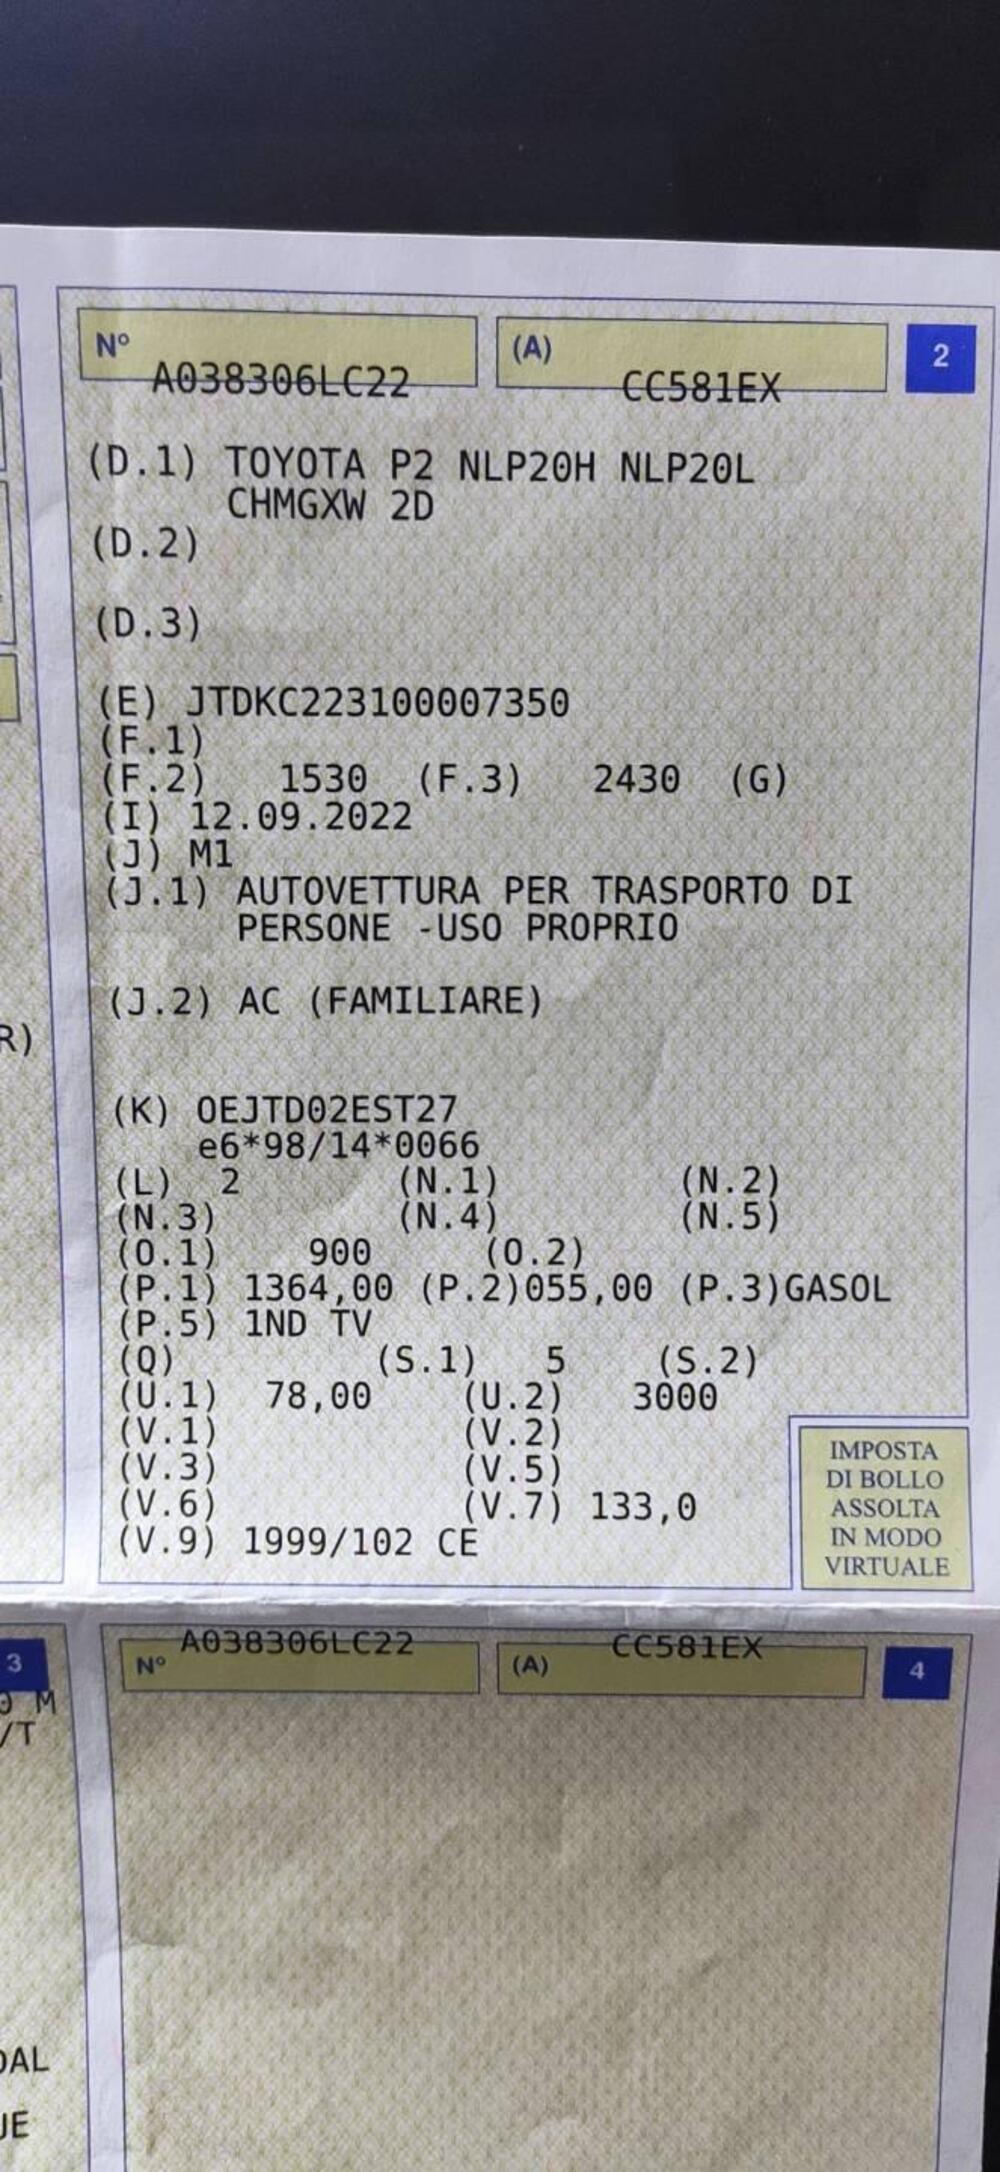 N° (A) 2
A038306LC22 CC581EX
(D.1) TOYOTA P2 NLP20H NLP20L
CHMGXW 2D
(D.2)
(D.3)
(E) JTDKC223100007350
(F.1)
(F.2) 1530 (F.3) 2430 (G)
(I) 12.09.2022
(J) M1
(J.1) AUTOVETTURA PER TRASPORTO DI
PERSONE -USO PROPRIO
(J.2) AC (FAMILIARE)
R)
(K) OEJTD02EST27
e6*98/14*0066
(L) 2 (N.1) (N.2)
(N.3) (N.4) (N.5)
(O.1) 900 (O.2)
(P.1) 1364,00 (P.2)055,00 (P.3)GASOL
(P.5) 1ND TV
(Q) (S.1) 5 (S.2)
(U.1) 78,00 (U.2) 3000
(V.1) (V.2)
(V.3) (V.5)
(V.6) (V.7) 133,0
(V.9) 1999/102 CE
IMPOSTA
DI BOLLO
ASSOLTA
IN MODO
VIRTUALE
A038306LC22 CC581EX
3 N° (A) 4
M
/T